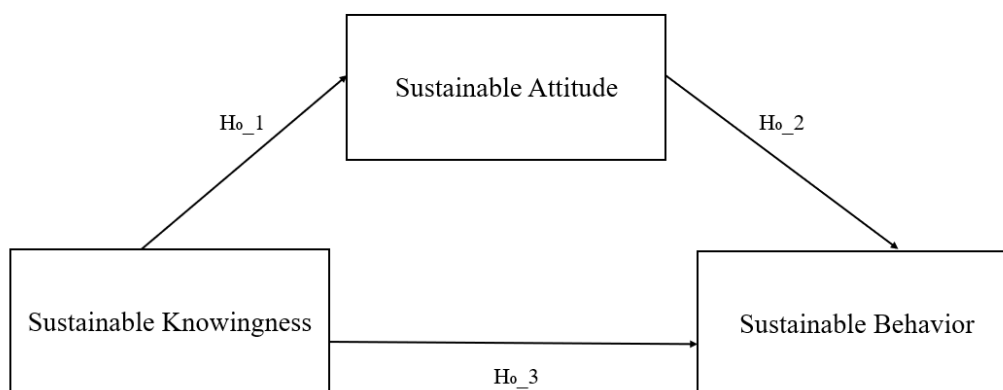 Sustainable Attitude
H₀_1
H₀_2
Sustainable Knowingness
Sustainable Behavior
H₀_3